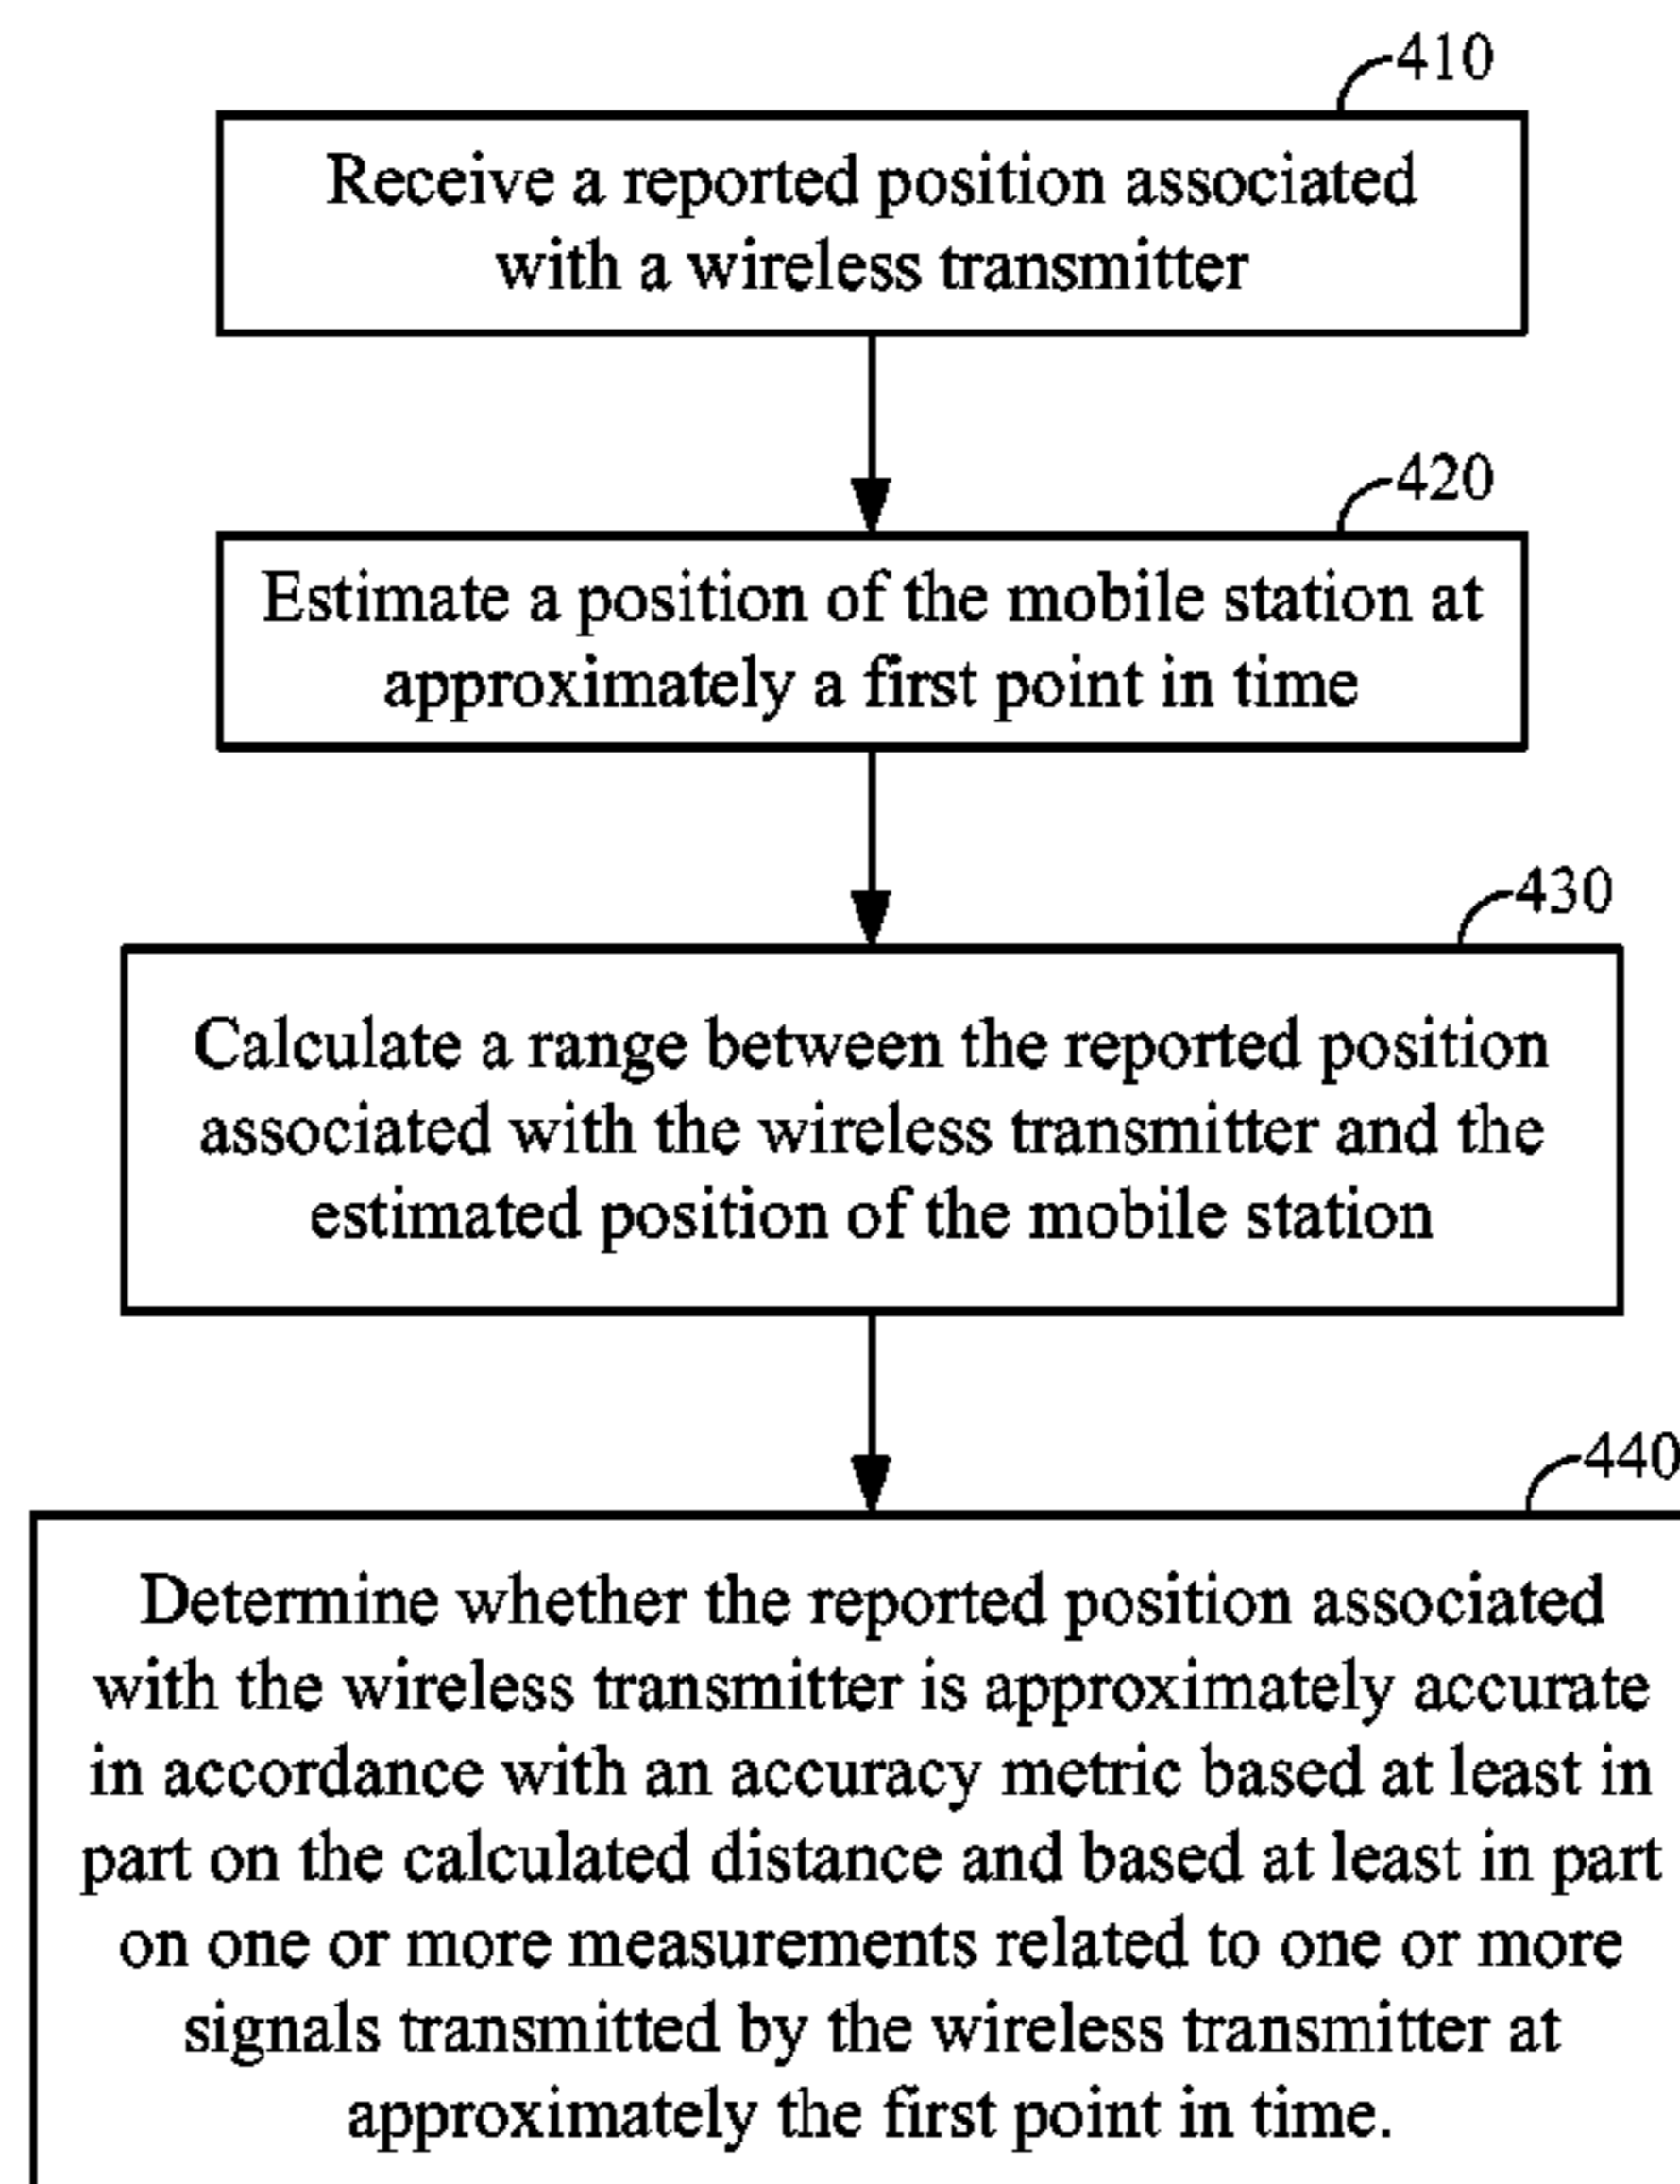 410
Receive a reported position associated
with a wireless transmitter
420
Estimate a position of the mobile station at
approximately a first point in time
430
Calculate a range between the reported position
associated with the wireless transmitter and the
estimated position of the mobile station
440
Determine whether the reported position associated
with the wireless transmitter is approximately accurate
in accordance with an accuracy metric based at least in
part on the calculated distance and based at least in part
on one or more measurements related to one or more
signals transmitted by the wireless transmitter at
approximately the first point in time.